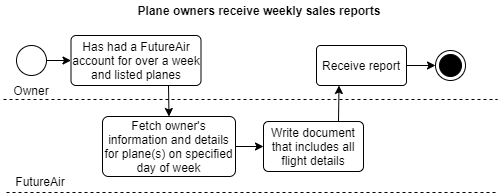 Plane owners receive weekly sales reports
Has had a FutureAir
account for over a week
and listed planes
Receive report
Owner
Fetch owner's
information and details
for plane(s) on specified
day of week
Write document
that includes all
flight details
FutureAir